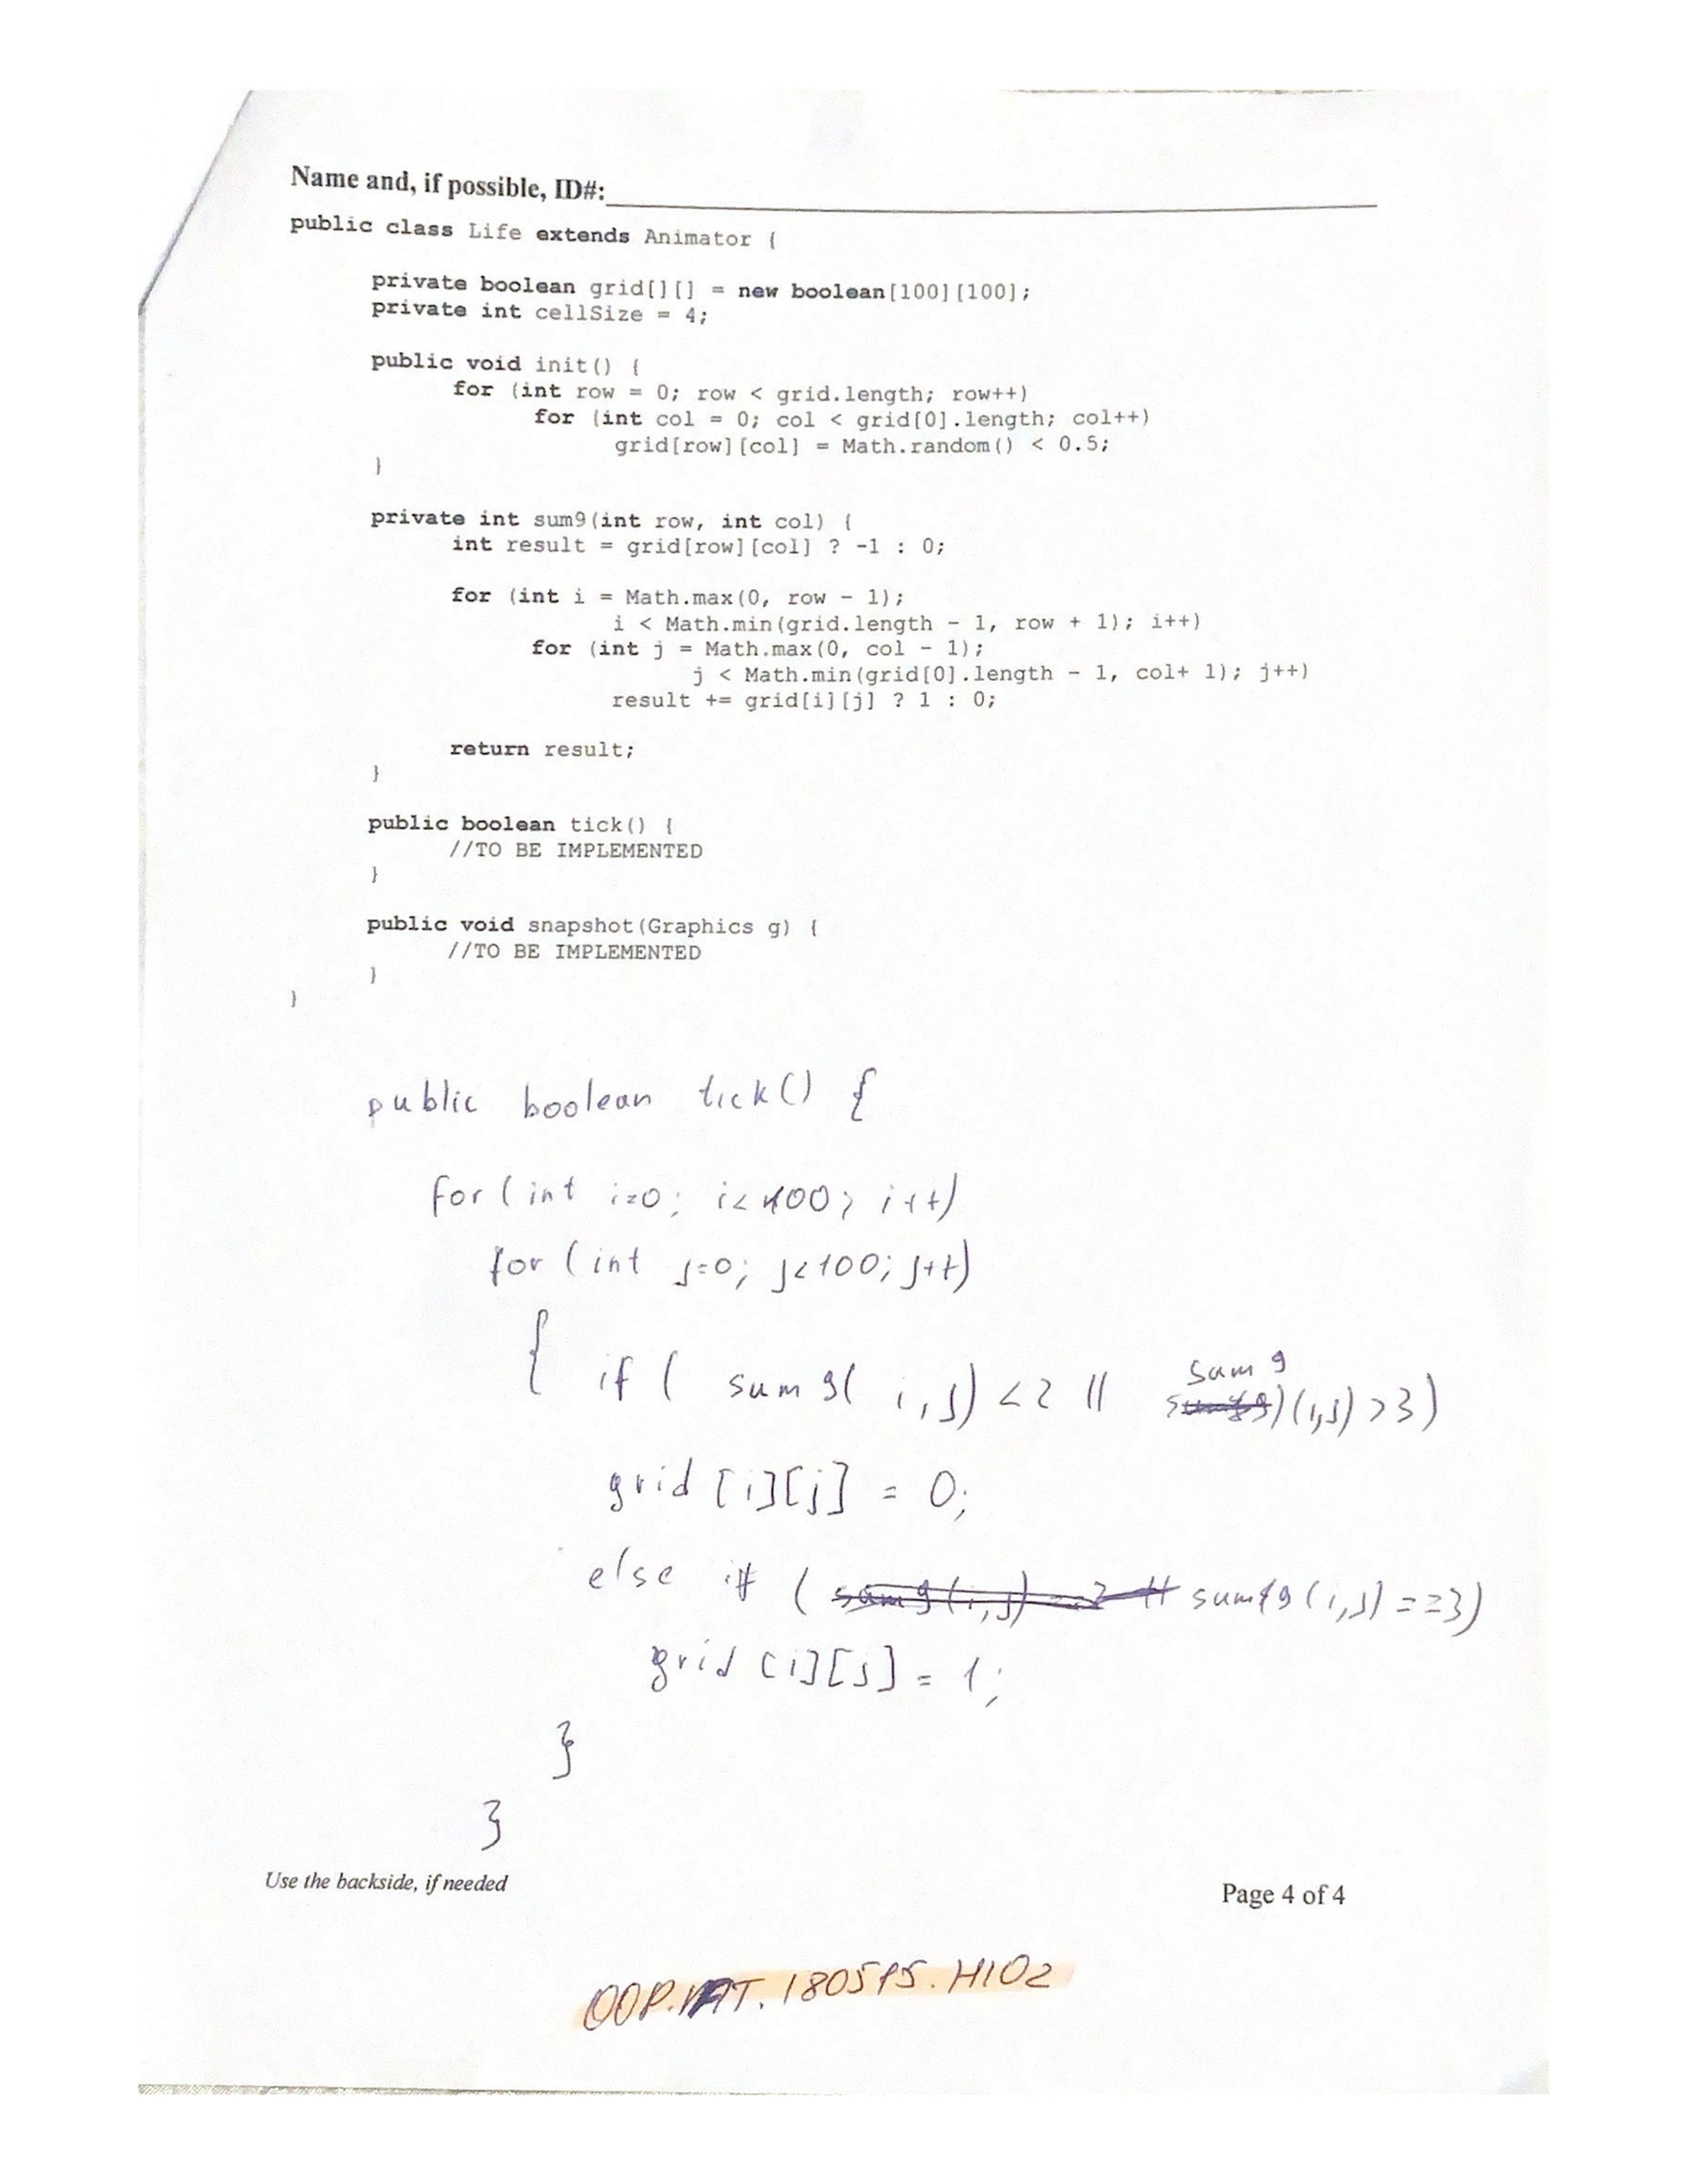 Name and, if possible, ID#:
public class Life extends Animator {
private boolean grid[][] = new boolean[100][100];
private int cellSize = 4;
public void init() {
for (int row = 0; row < grid.length; row++)
for (int col = 0; col < grid[0].length; col++)
grid[row][col] = Math.random() < 0.5;
}
private int sum9(int row, int col) {
int result = grid[row][col] ? -1 : 0;
for (int i = Math.max(0, row - 1);
i < Math.min(grid.length - 1, row + 1); i++)
for (int j = Math.max(0, col - 1);
j < Math.min(grid[0].length - 1, col+ 1); j++)
result += grid[i][j] ? 1 : 0;
return result;
}
public boolean tick() {
//TO BE IMPLEMENTED
}
public void snapshot(Graphics g) {
//TO BE IMPLEMENTED
}
}
public boolean tick() {
for (int i=0; i<100; i++)
for (int j=0; j<100; j++)
{ if ( sum9( i,j) <2 || sum9 (i,j) >3)
grid [i][j] = 0;
else if ( sum9 (i,j) ==3)
grid [i][j] = 1;
}
}
Use the backside, if needed
Page 4 of 4